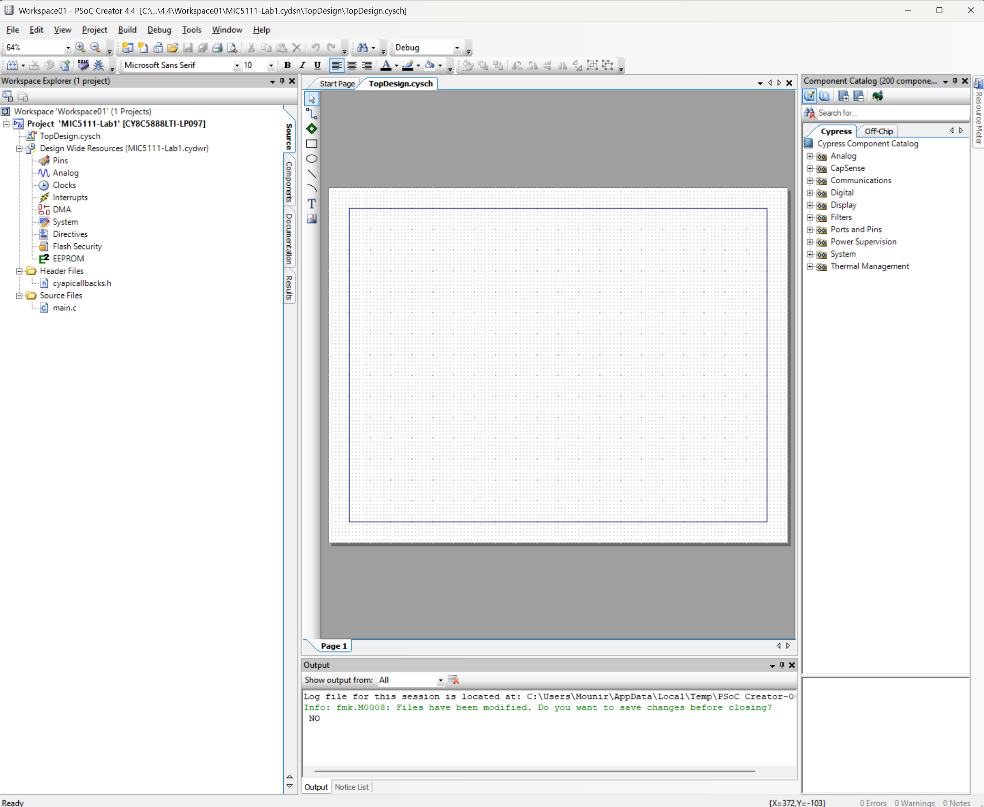 Workspace01 - PSoC Creator 4.4 [C:\...\4.4\Workspace01\MIC5111-Lab1.cydsn\TopDesign\TopDesign.cysch]
File Edit View Project Build Debug Tools Window Help
64% Debug
Microsoft Sans Serif 10 B I U A
Workspace Explorer (1 project)
Workspace 'Workspace01' (1 Projects)
Project 'MIC5111-Lab1' [CY8C5888LTI-LP097]
TopDesign.cysch
Design Wide Resources (MIC5111-Lab1.cydwr)
Pins
Analog
Clocks
Interrupts
DMA
System
Directives
Flash Security
EEPROM
Header Files
cyapicallbacks.h
Source Files
main.c
Source
Components
Documentation
Results
Start Page TopDesign.cysch
T
Page 1
Output
Show output from: All
Log file for this session is located at: C:\Users\Mounir\AppData\Local\Temp\PSoC Creator-0
Info: fmk.M0008: Files have been modified. Do you want to save changes before closing?
NO
Output Notice List
Component Catalog (200 compone...
Search for...
Cypress Off-Chip
Cypress Component Catalog
Analog
CapSense
Communications
Digital
Display
Filters
Ports and Pins
Power Supervision
System
Thermal Management
Resource Meter
Ready {X=372,Y=-103} 0 Errors 0 Warnings 0 Notes